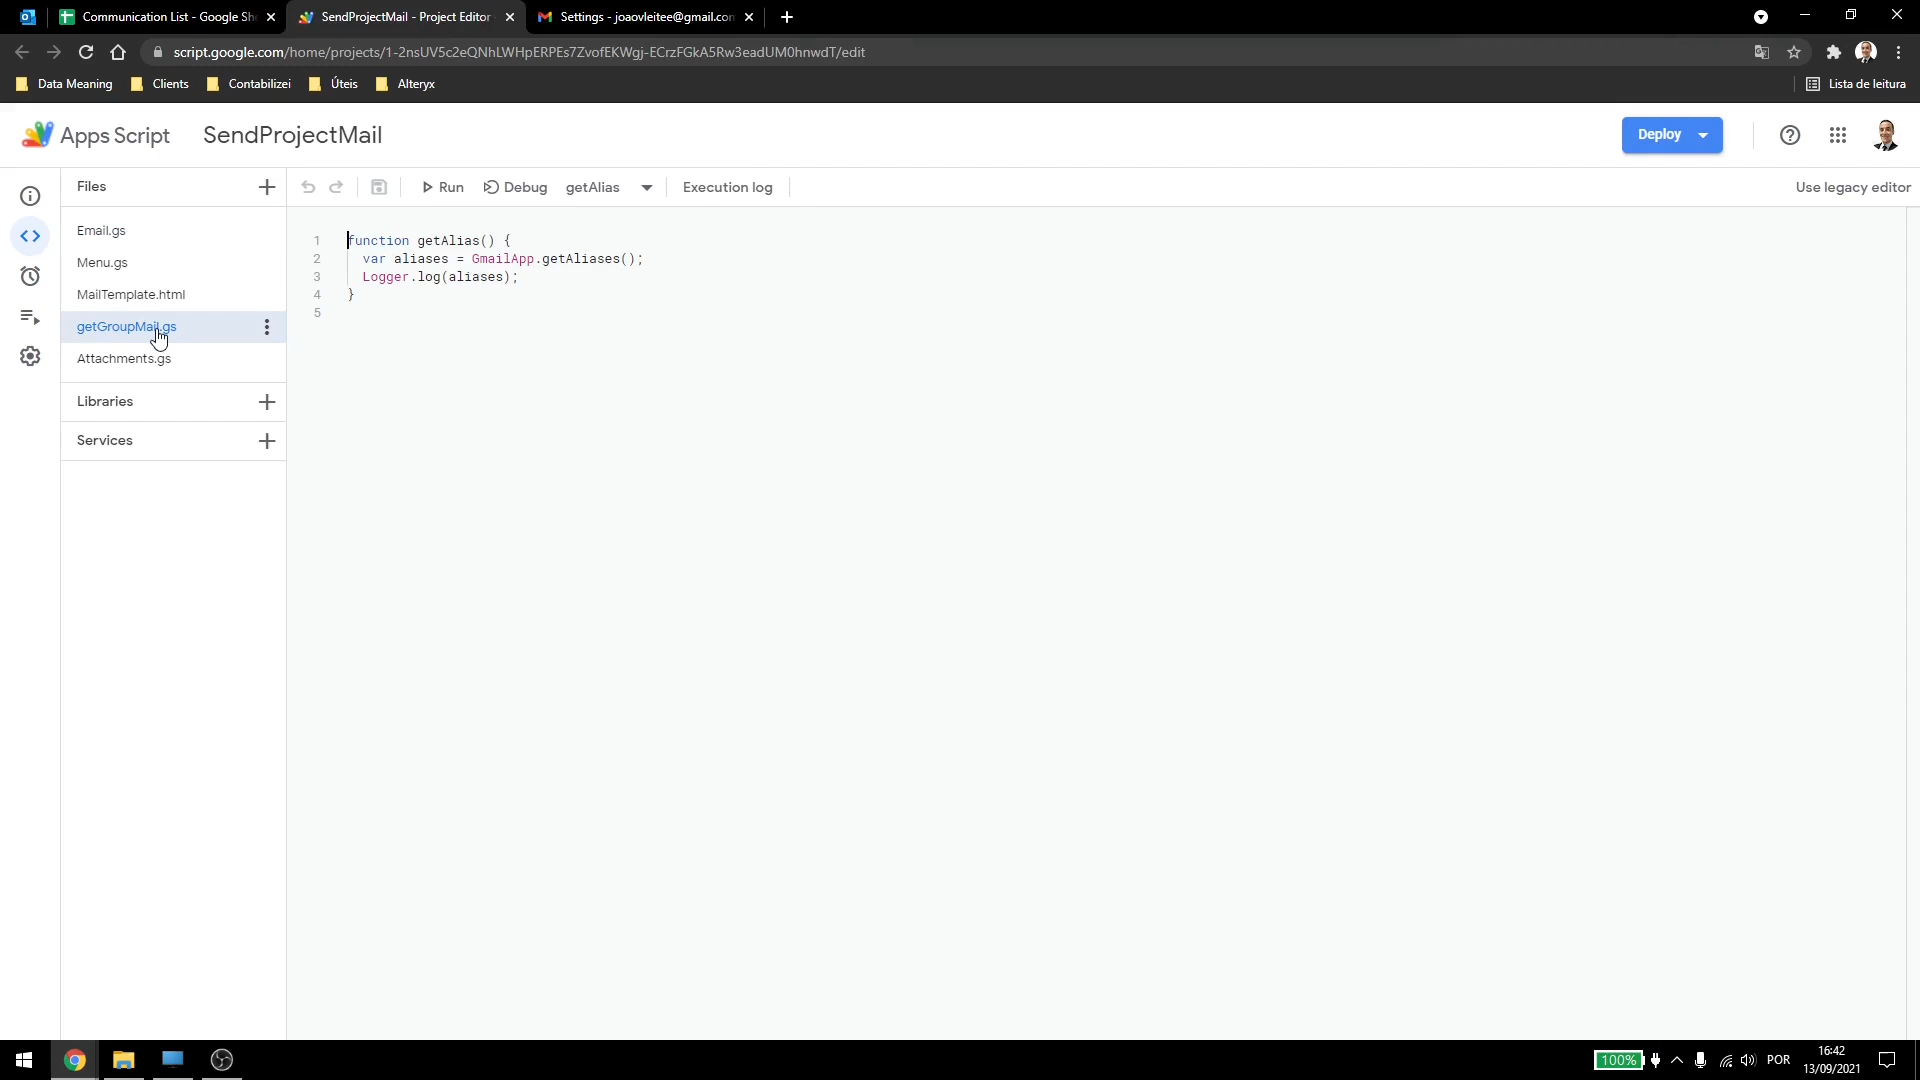 Communication List - Google She
SendProjectMail - Project Editor
Settings - joaovleitee@gmail.com
script.google.com/home/projects/1-2nsUV5c2eQNhLWHpERPEs7ZvofEKWgj-ECrzFGkA5Rw3eadUM0hnwdT/edit
Data Meaning
Clients
Contabilizei
Úteis
Alteryx
Lista de leitura
Apps Script
SendProjectMail
Deploy
Files
Run
Debug
getAlias
Execution log
Use legacy editor
Email.gs
Menu.gs
MailTemplate.html
getGroupMail.gs
Attachments.gs
Libraries
Services
1 function getAlias() {
2 var aliases = GmailApp.getAliases();
3 Logger.log(aliases);
4 }
5
100%
POR
16:42
13/09/2021